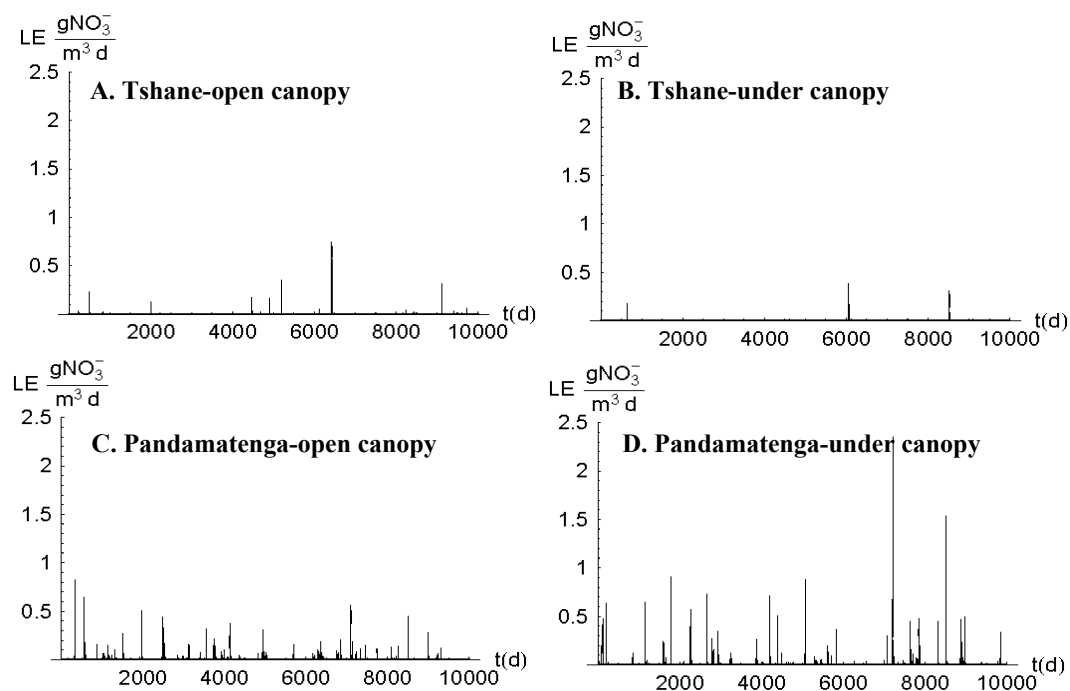 LE gNO₃⁻ / m³ d
2.5
A. Tshane-open canopy
2
1.5
1
0.5
2000 4000 6000 8000 10000 t(d)
LE gNO₃⁻ / m³ d
2.5
B. Tshane-under canopy
2
1.5
1
0.5
2000 4000 6000 8000 10000 t(d)
LE gNO₃⁻ / m³ d
2.5
C. Pandamatenga-open canopy
2
1.5
1
0.5
2000 4000 6000 8000 10000 t(d)
LE gNO₃⁻ / m³ d
2.5
D. Pandamatenga-under canopy
2
1.5
1
0.5
2000 4000 6000 8000 10000 t(d)